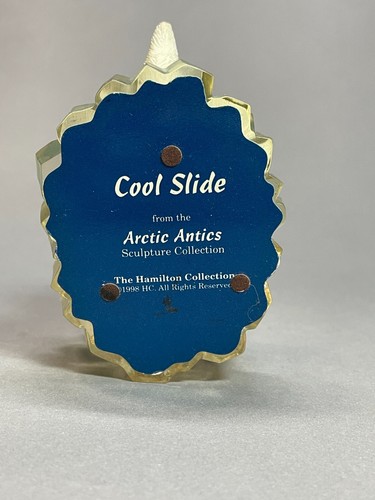 Cool Slide
from the
Arctic Antics
Sculpture Collection
The Hamilton Collection
©1998 HC. All Rights Reserved